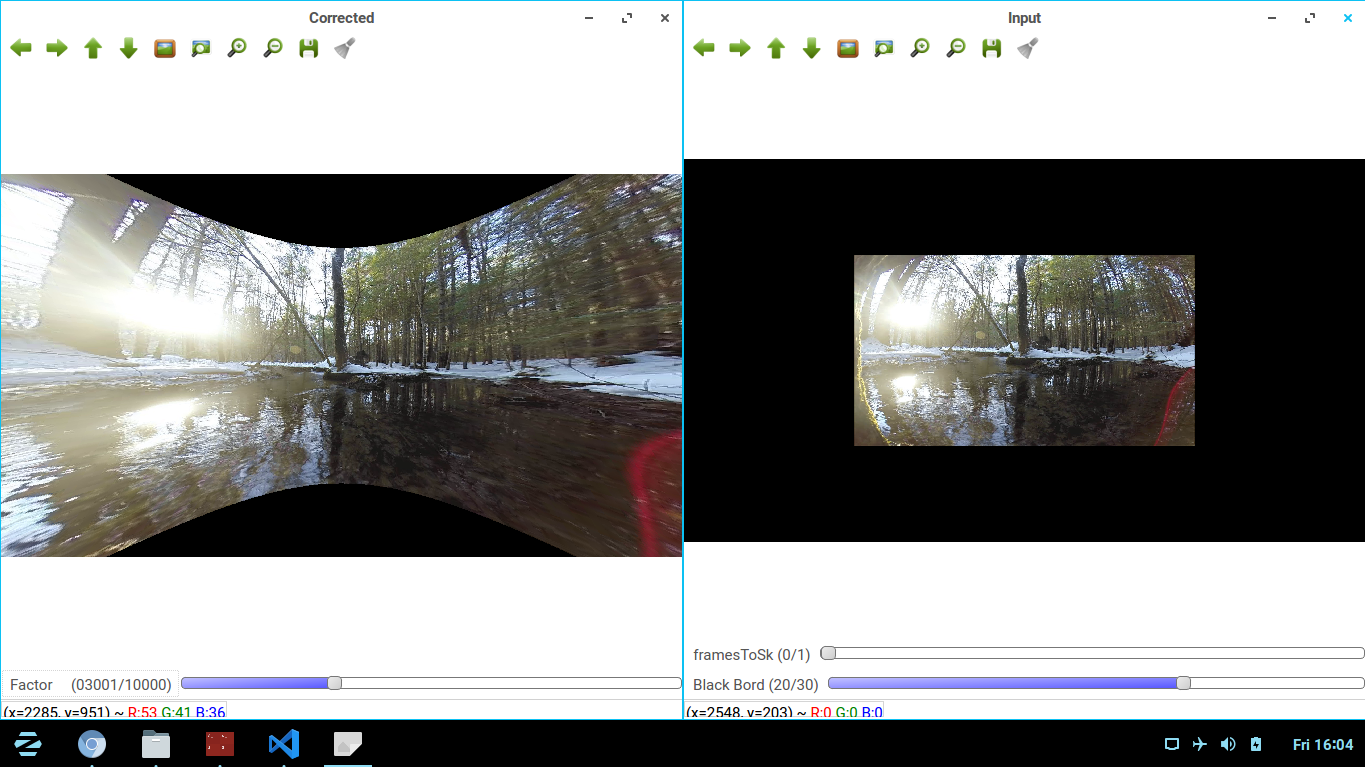 Corrected
Input
Factor (03001/10000)
(x=2285, y=951) ~ R:53 G:41 B:36
framesToSk (0/1)
Black Bord (20/30)
(x=2548, y=203) ~ R:0 G:0 B:0
Fri 16:04